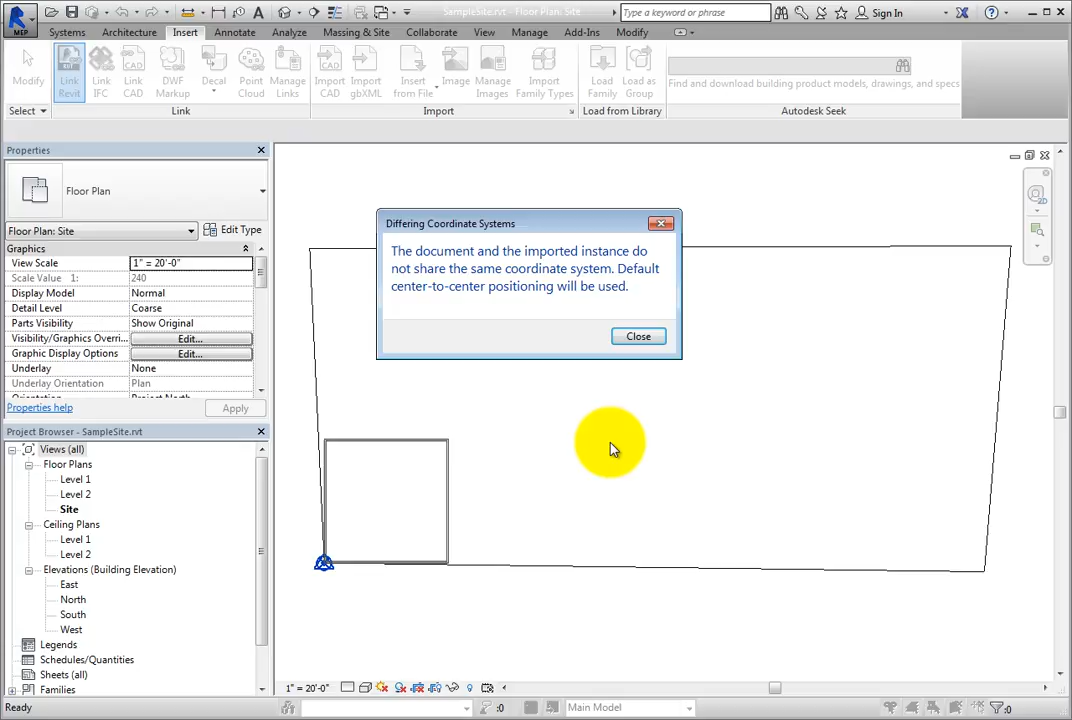 SampleSite.rvt - Floor Plan: Site
Type a keyword or phrase
Sign In
MEP
Systems
Architecture
Insert
Annotate
Analyze
Massing & Site
Collaborate
View
Manage
Add-Ins
Modify
Modify
Link
Revit
Link
IFC
Link
CAD
DWF
Markup
Decal
Point
Cloud
Manage
Links
Import
CAD
Import
gbXML
Insert
from File
Image
Manage
Images
Import
Family Types
Load
Family
Load as
Group
Find and download building product models, drawings, and specs
Select
Link
Import
Load from Library
Autodesk Seek
Properties
Floor Plan
Floor Plan: Site
Edit Type
Graphics
View Scale
1" = 20'-0"
Scale Value 1:
240
Display Model
Normal
Detail Level
Coarse
Parts Visibility
Show Original
Visibility/Graphics Overri...
Edit...
Graphic Display Options
Edit...
Underlay
None
Underlay Orientation
Plan
Orientation
Project North
Properties help
Apply
Project Browser - SampleSite.rvt
Views (all)
Floor Plans
Level 1
Level 2
Site
Ceiling Plans
Level 1
Level 2
Elevations (Building Elevation)
East
North
South
West
Legends
Schedules/Quantities
Sheets (all)
Families
Differing Coordinate Systems
The document and the imported instance do
not share the same coordinate system. Default
center-to-center positioning will be used.
Close
2D
1" = 20'-0"
Ready
:0
Main Model
:0